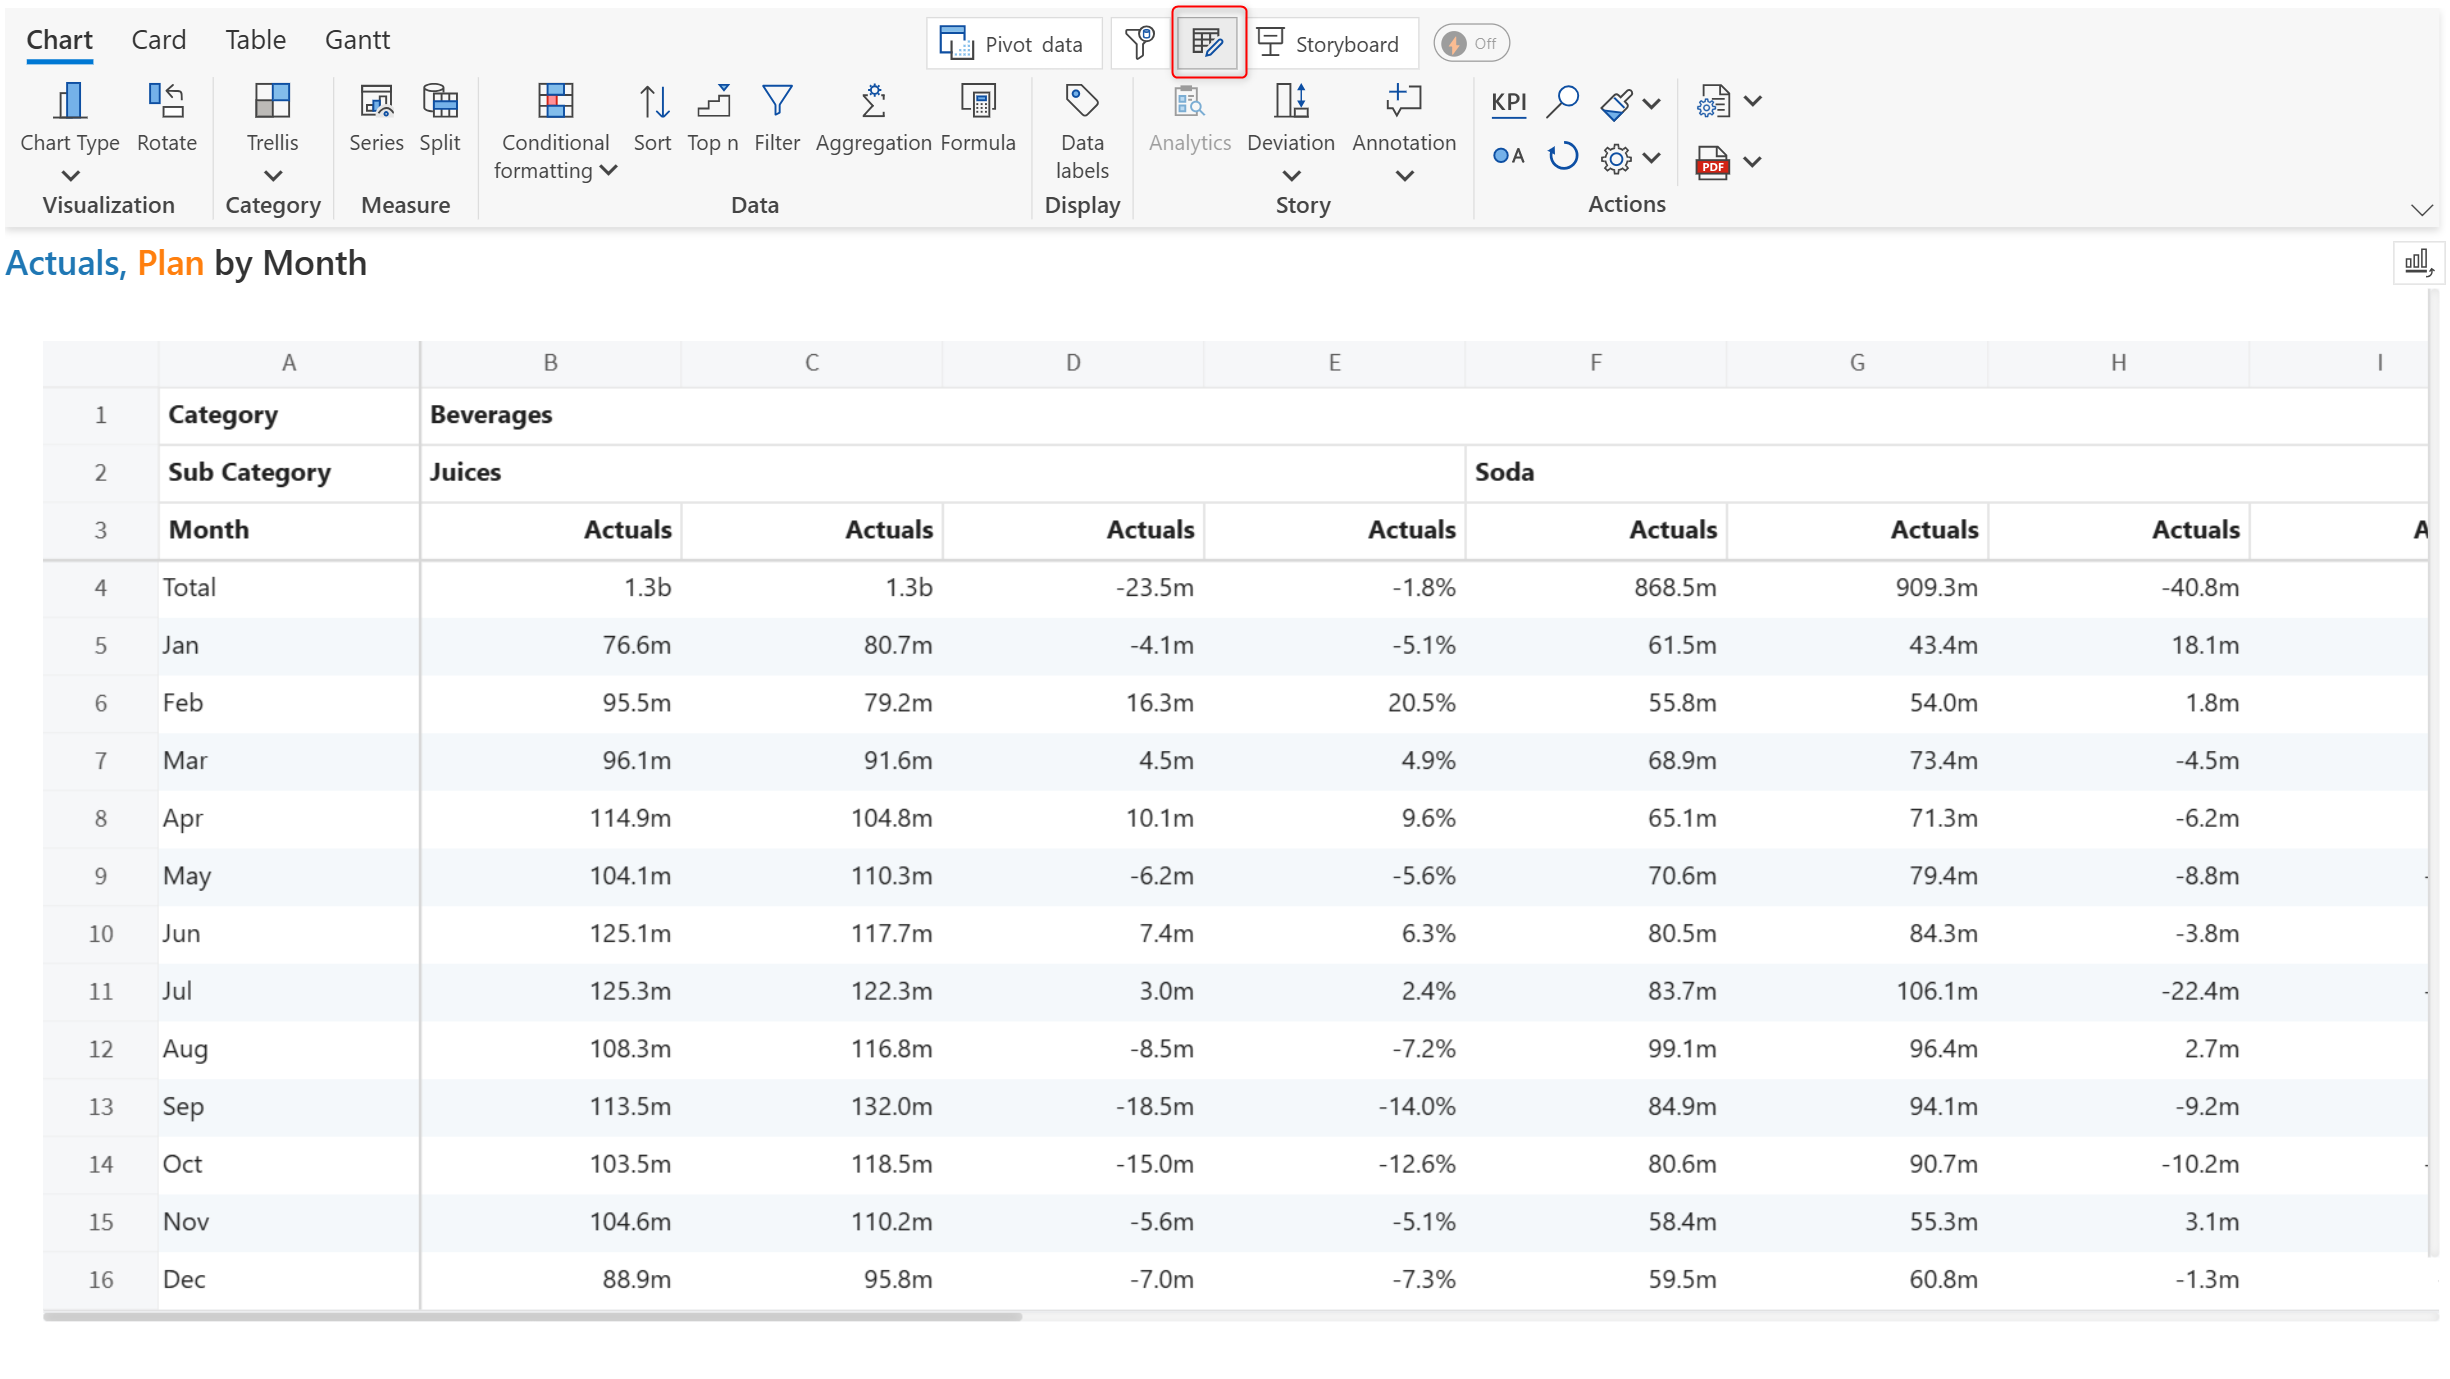 Chart Card Table Gantt Pivot data Storyboard Off
Chart Type Rotate Trellis Series Split Conditional formatting Sort Top n Filter Aggregation Formula Data labels Analytics Deviation Annotation KPI A PDF
Visualization Category Measure Data Display Story Actions
Actuals, Plan by Month
A B C D E F G H I
1 Category Beverages
2 Sub Category Juices Soda
3 Month Actuals Actuals Actuals Actuals Actuals Actuals Actuals
4 Total 1.3b 1.3b -23.5m -1.8% 868.5m 909.3m -40.8m
5 Jan 76.6m 80.7m -4.1m -5.1% 61.5m 43.4m 18.1m
6 Feb 95.5m 79.2m 16.3m 20.5% 55.8m 54.0m 1.8m
7 Mar 96.1m 91.6m 4.5m 4.9% 68.9m 73.4m -4.5m
8 Apr 114.9m 104.8m 10.1m 9.6% 65.1m 71.3m -6.2m
9 May 104.1m 110.3m -6.2m -5.6% 70.6m 79.4m -8.8m
10 Jun 125.1m 117.7m 7.4m 6.3% 80.5m 84.3m -3.8m
11 Jul 125.3m 122.3m 3.0m 2.4% 83.7m 106.1m -22.4m
12 Aug 108.3m 116.8m -8.5m -7.2% 99.1m 96.4m 2.7m
13 Sep 113.5m 132.0m -18.5m -14.0% 84.9m 94.1m -9.2m
14 Oct 103.5m 118.5m -15.0m -12.6% 80.6m 90.7m -10.2m
15 Nov 104.6m 110.2m -5.6m -5.1% 58.4m 55.3m 3.1m
16 Dec 88.9m 95.8m -7.0m -7.3% 59.5m 60.8m -1.3m